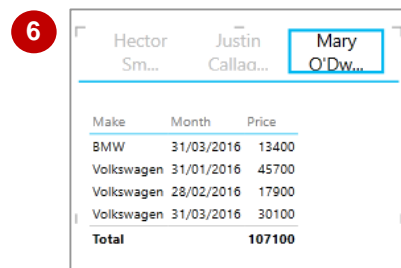 6
Hector Justin Mary
Sm... Callag... O'Dw...
Make Month Price
BMW 31/03/2016 13400
Volkswagen 31/01/2016 45700
Volkswagen 28/02/2016 17900
Volkswagen 31/03/2016 30100
Total 107100